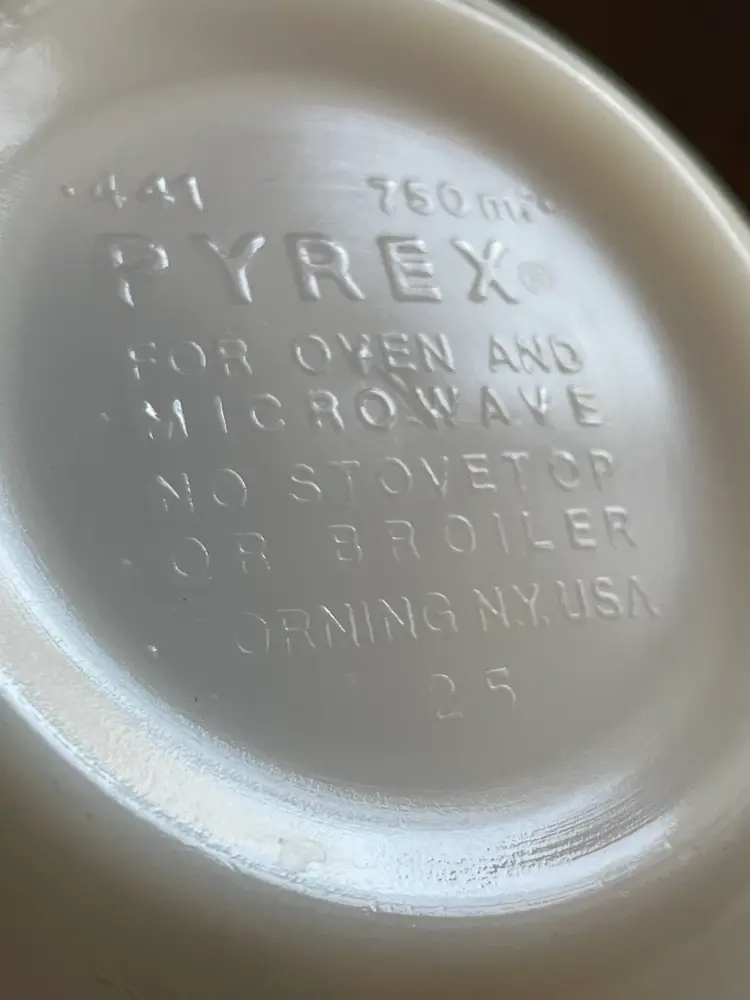 441 750 ml
PYREX®
FOR OVEN AND
MICROWAVE
NO STOVETOP
OR BROILER
ORNING N.Y. USA
25